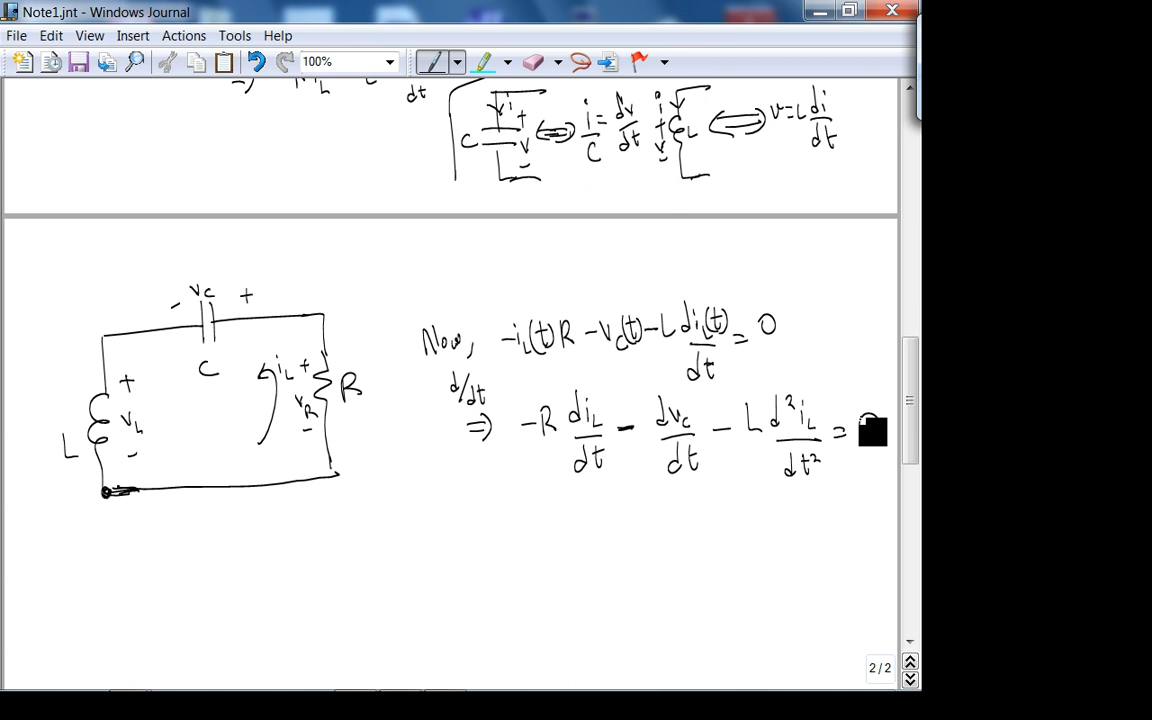 Note1.jnt - Windows Journal
File Edit View Insert Actions Tools Help
100%
dt
C i + v - ⟺ i/C = dv/dt i + v - L ⟺ v = L di/dt
- vc +
C
+ vL -
L
iL + vR -
R
Now, -iL(t)R - vC(t) - L diL(t)/dt = 0
d/dt
⇒ -R diL/dt - dvC/dt - L d²iL/dt² =
2 / 2